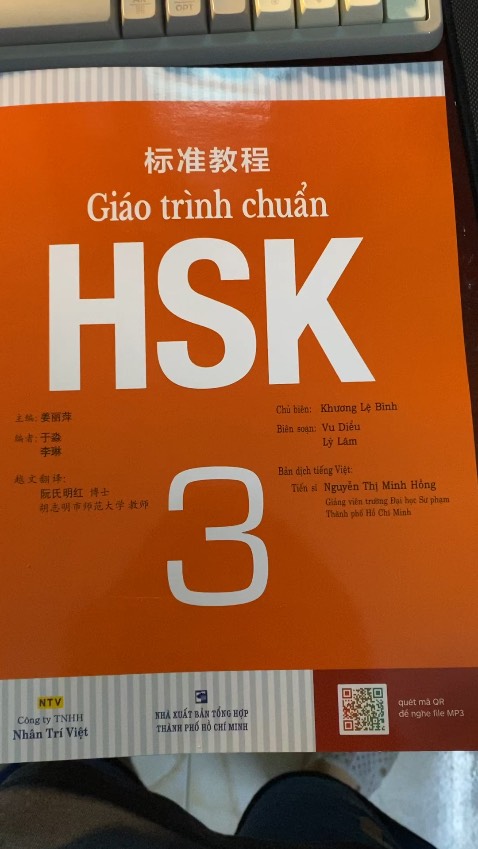 标准教程
Giáo trình chuẩn
HSK
主编: 姜丽萍
编者: 于淼
李琳
越文翻译:
阮氏明红 博士
胡志明市师范大学 教师
Chủ biên: Khương Lệ Bình
Biên soạn: Vu Diểu
Lý Lâm
Bản dịch tiếng Việt:
Tiến sĩ Nguyễn Thị Minh Hồng
Giảng viên trường Đại học Sư phạm
Thành phố Hồ Chí Minh
3
NTV
Công ty TNHH
Nhân Trí Việt
NHÀ XUẤT BẢN TỔNG HỢP
THÀNH PHỐ HỒ CHÍ MINH
quét mã QR
để nghe file MP3